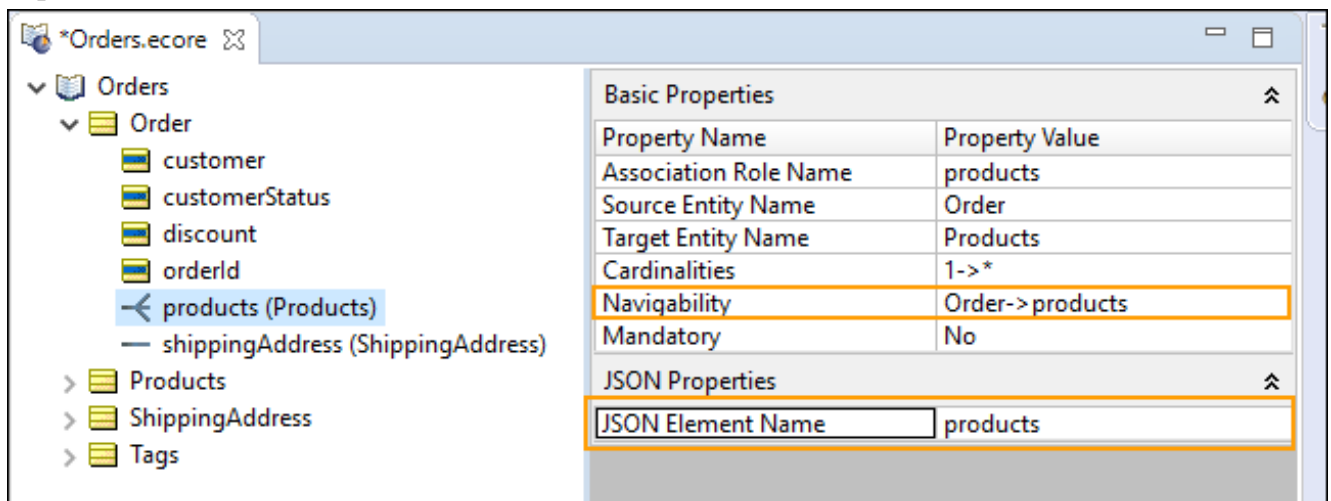 *Orders.ecore
Orders
Order
customer
customerStatus
discount
orderId
products (Products)
shippingAddress (ShippingAddress)
Products
ShippingAddress
Tags
Basic Properties
Property Name Property Value
Association Role Name products
Source Entity Name Order
Target Entity Name Products
Cardinalities 1->*
Navigability Order->products
Mandatory No
JSON Properties
JSON Element Name products